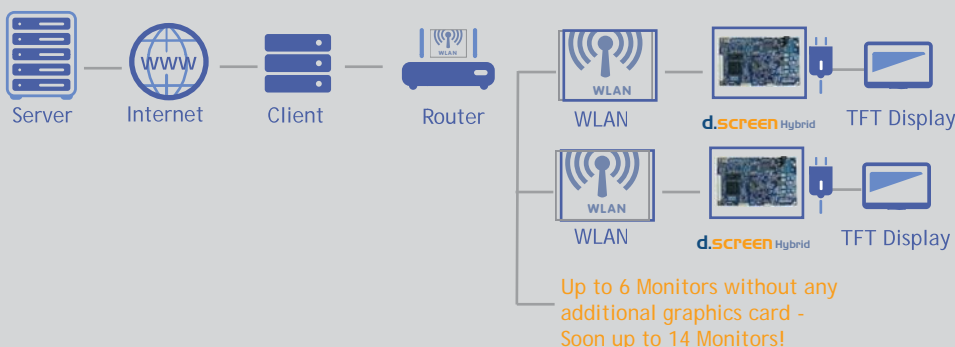 WWW
WLAN
Server
Internet
Client
Router
WLAN
WLAN
d.screen Hybrid
TFT Display
WLAN
WLAN
d.screen Hybrid
TFT Display
Up to 6 Monitors without any
additional graphics card -
Soon up to 14 Monitors!